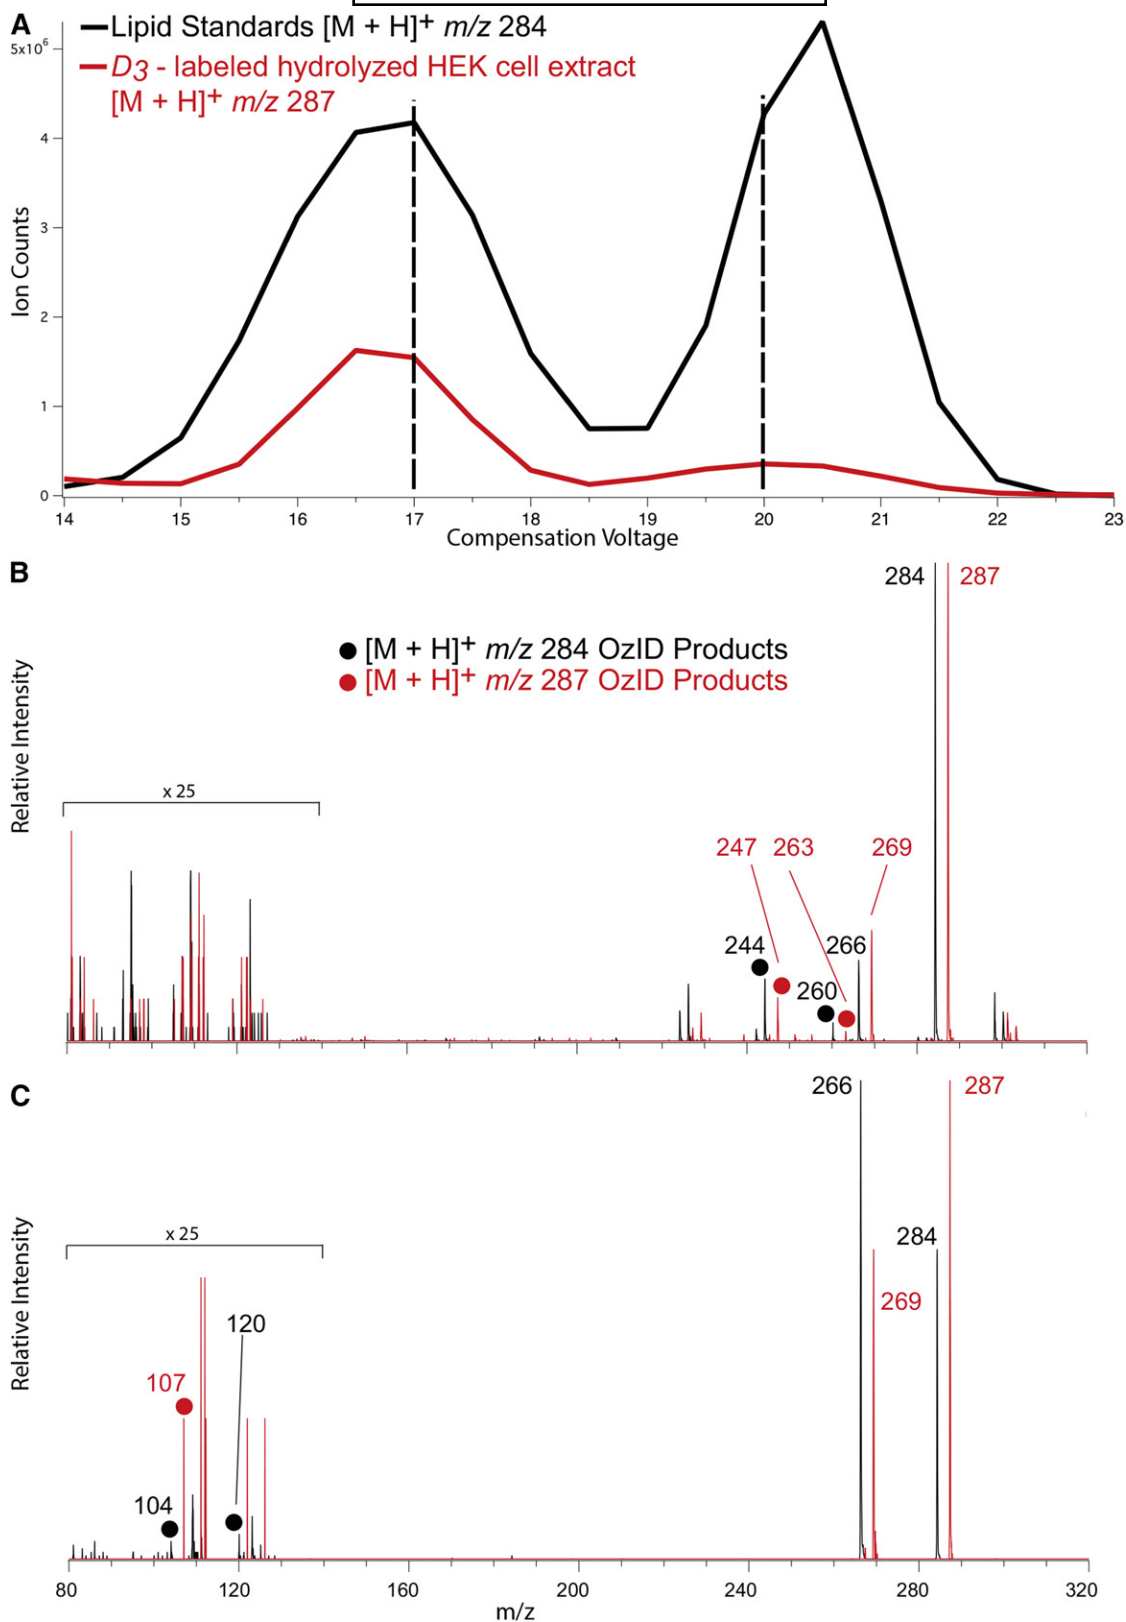 A
Lipid Standards [M + H]+ m/z 284
D3 - labeled hydrolyzed HEK cell extract
[M + H]+ m/z 287
5x10⁶
4
3
2
1
0
Ion Counts
14 15 16 17 18 19 20 21 22 23
Compensation Voltage
B
284 287
[M + H]+ m/z 284 OzID Products
[M + H]+ m/z 287 OzID Products
Relative Intensity
x 25
247 263 269
244 266
260
C
266 287
Relative Intensity
x 25
284
269
120
107
104
80 120 160 200 240 280 320
m/z